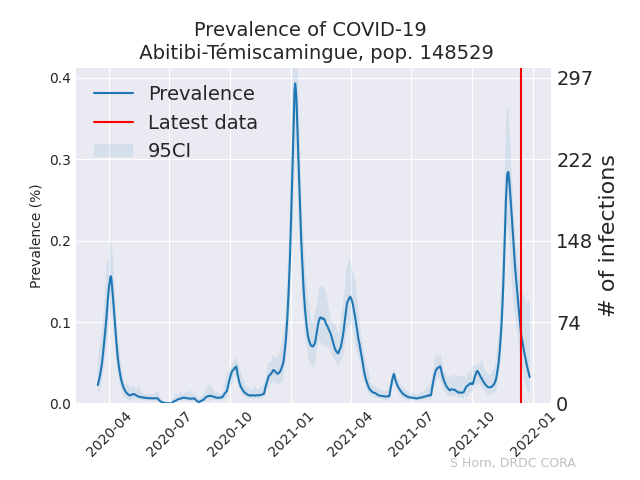 Prevalence of COVID-19
Abitibi-Témiscamingue, pop. 148529
Prevalence
Latest data
95CI
Prevalence (%)
0.4
0.3
0.2
0.1
0.0
297
222
148
74
0
# of infections
2020-04
2020-07
2020-10
2021-01
2021-04
2021-07
2021-10
2022-01
S Horn, DRDC CORA